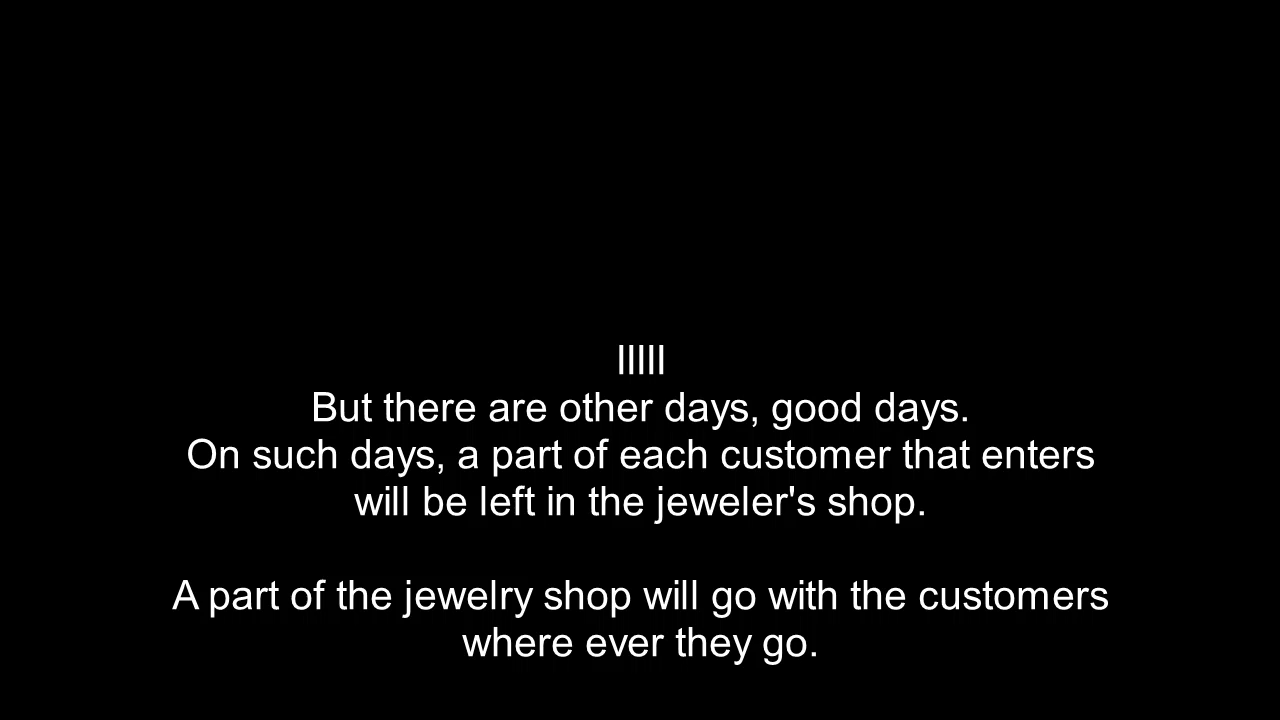 IIIII
But there are other days, good days.
On such days, a part of each customer that enters
will be left in the jeweler's shop.
A part of the jewelry shop will go with the customers
where ever they go.